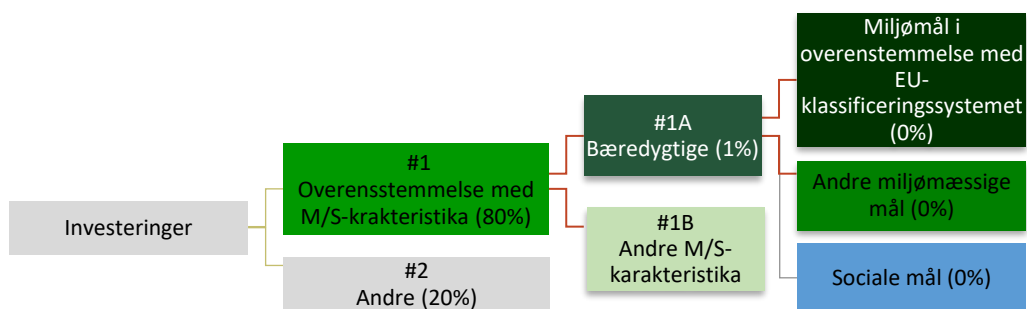 Investeringer
#1
Overensstemmelse med
M/S-krakteristika (80%)
#2
Andre (20%)
#1A
Bæredygtige (1%)
#1B
Andre M/S-
karakteristika
Miljømål i
overenstemmelse med
EU-
klassificeringssystemet
(0%)
Andre miljømæssige
mål (0%)
Sociale mål (0%)